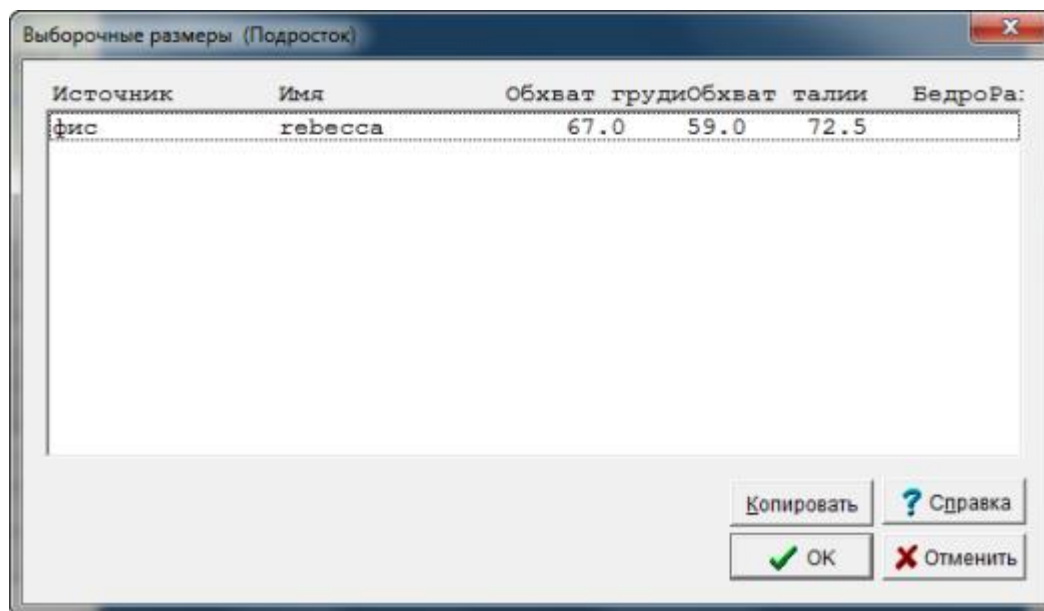 Выборочные размеры (Подросток)
Источник Имя Обхват грудиОбхват талии БедроРа
фис rebecca 67.0 59.0 72.5
Копировать ? Справка
OK Отменить